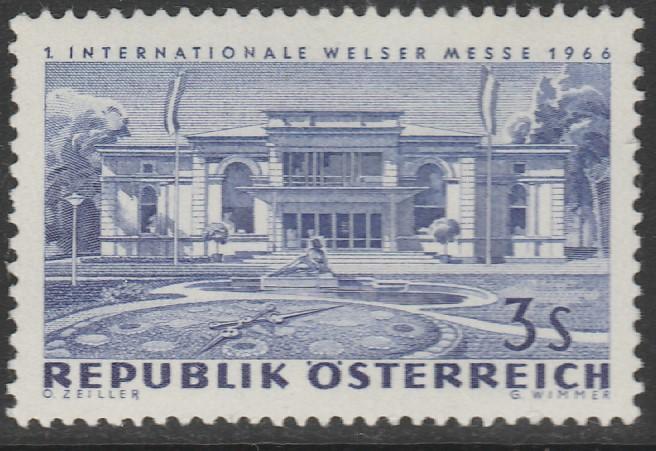 1. INTERNATIONALE WELSER MESSE 1966
3S
REPUBLIK ÖSTERREICH
O. ZEILLER G. WIMMER